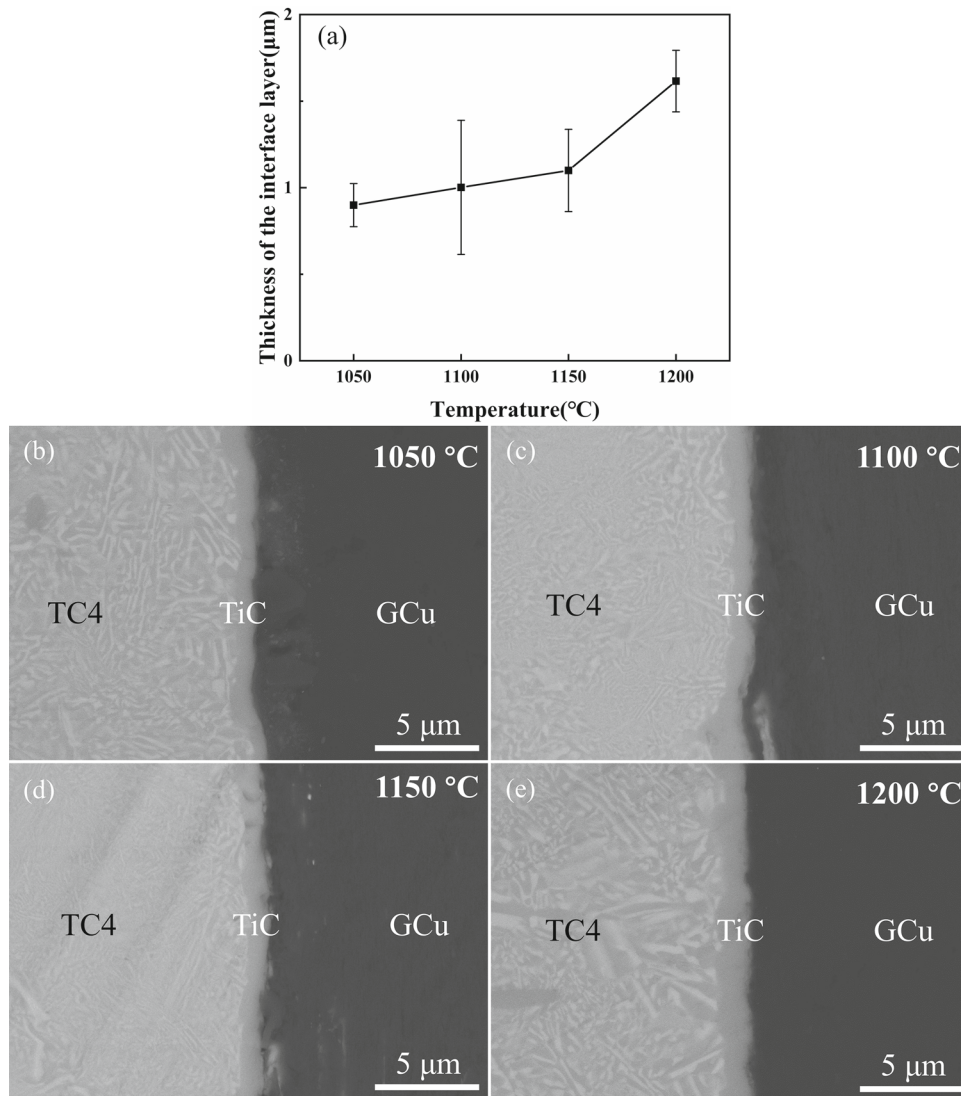 (a)
Thickness of the interface layer(μm)
2
1
0
1050 1100 1150 1200
Temperature(°C)
(b) 1050 °C
TC4 TiC GCu
5 μm
(c) 1100 °C
TC4 TiC GCu
5 μm
(d) 1150 °C
TC4 TiC GCu
5 μm
(e) 1200 °C
TC4 TiC GCu
5 μm